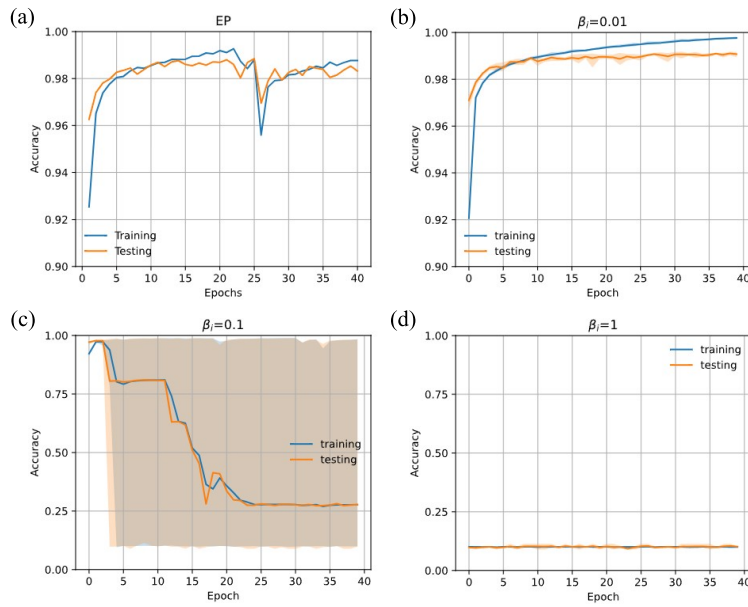 (a)
EP
1.00
0.98
0.96
0.94
0.92
0.90
Accuracy
Training
Testing
0 5 10 15 20 25 30 35 40
Epochs
(b)
βi=0.01
1.00
0.98
0.96
0.94
0.92
0.90
Accuracy
training
testing
0 5 10 15 20 25 30 35 40
Epoch
(c)
βi=0.1
1.00
0.75
0.50
0.25
0.00
Accuracy
training
testing
0 5 10 15 20 25 30 35 40
Epoch
(d)
βi=1
1.00
0.75
0.50
0.25
0.00
Accuracy
training
testing
0 5 10 15 20 25 30 35 40
Epoch